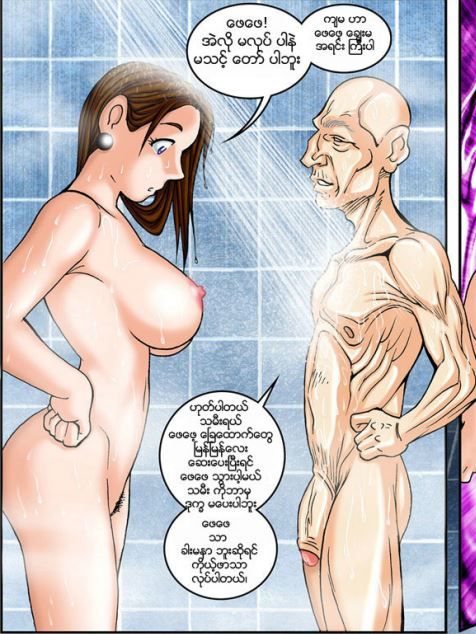 ဖေဖေ!
အဲလို မလုပ် ပါနဲ့
မသင့် တော် ပါဘူး
ကျမ ဟာ
ဖေဖေ ချွေးမ
အရင်း ကြီးပါ
ဟုတ်ပါတယ်
သမီးရယ်
ဖေဖေ့ ခြေထောက်တွေ
မြန်မြန်လေး
ဆေးပေးပြီးရင်
ဖေဖေ သွားပါ့မယ်
သမီး ကိုဘာမှ
ဒုက္ခ မပေးပါဘူး
ဖေဖေ
သာ
ခါးမနာ ဘူးဆိုရင်
ကိုယ့်ဖာသာ
လုပ်ပါတယ်။